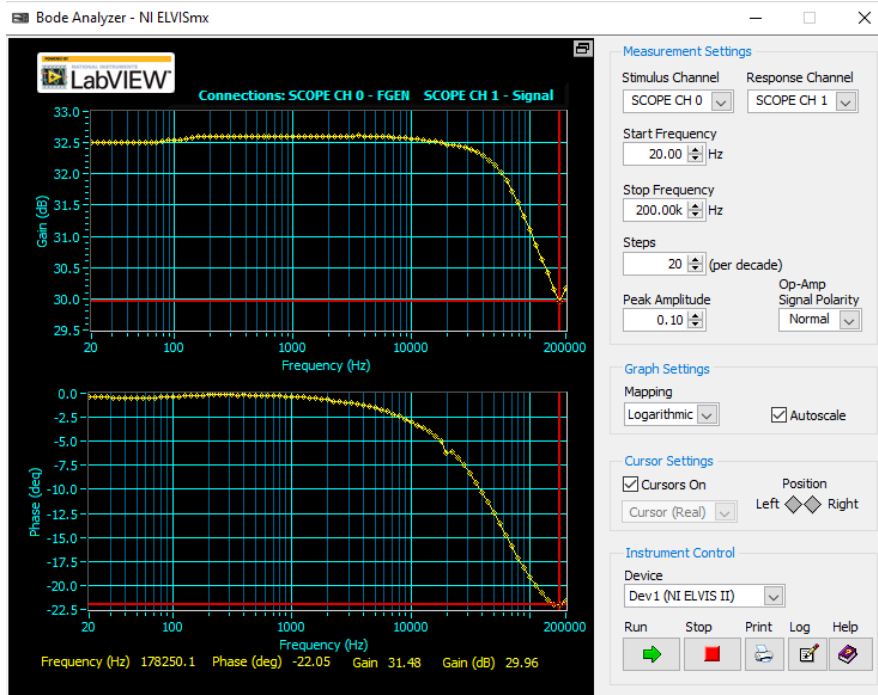 Bode Analyzer - NI ELVISmx
POWERED BY
NATIONAL INSTRUMENTS
LabVIEW
Connections: SCOPE CH 0 - FGEN SCOPE CH 1 - Signal
33.0
32.5
32.0
31.5
31.0
30.5
30.0
29.5
Gain (dB)
20 100 1000 10000 200000
Frequency (Hz)
0.0
-2.5
-5.0
-7.5
-10.0
-12.5
-15.0
-17.5
-20.0
-22.5
Phase (deg)
20 100 1000 10000 200000
Frequency (Hz)
Frequency (Hz) 178250.1 Phase (deg) -22.05 Gain 31.48 Gain (dB) 29.96
Measurement Settings
Stimulus Channel Response Channel
SCOPE CH 0 SCOPE CH 1
Start Frequency
20.00 Hz
Stop Frequency
200.00k Hz
Steps
20 (per decade)
Peak Amplitude Op-Amp Signal Polarity
0.10 Normal
Graph Settings
Mapping
Logarithmic Autoscale
Cursor Settings
Cursors On Position
Cursor (Real) Left Right
Instrument Control
Device
Dev1 (NI ELVIS II)
Run Stop Print Log Help